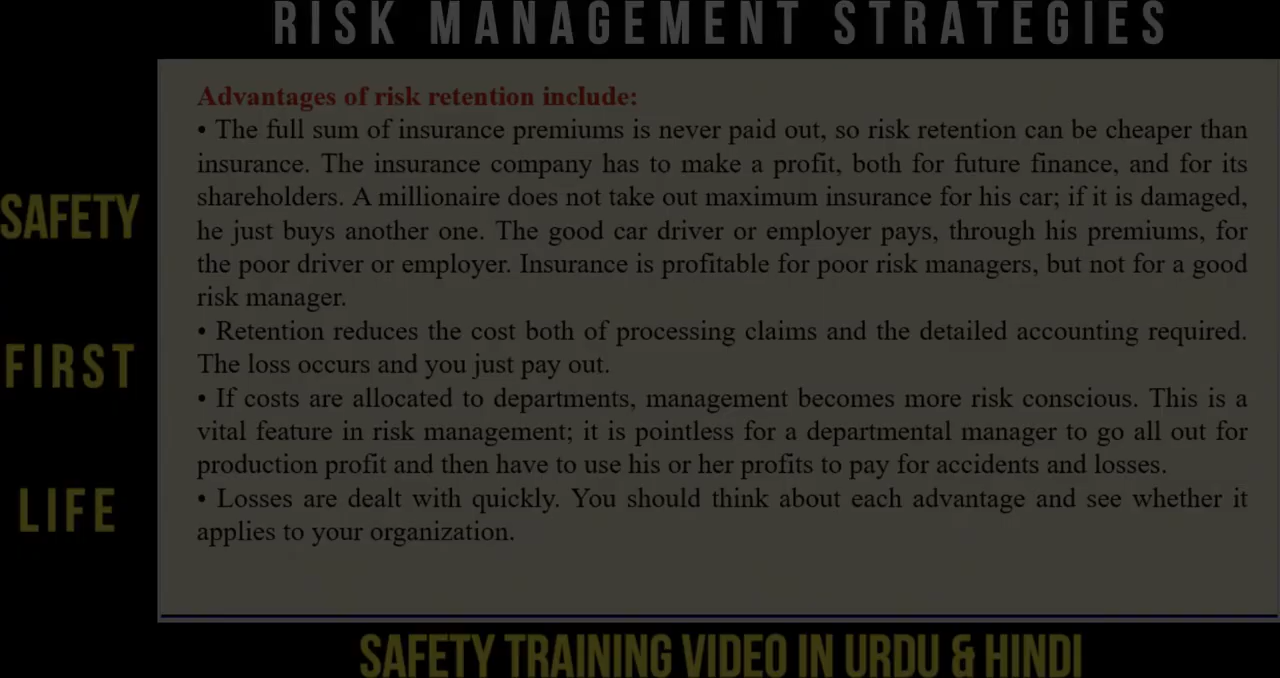 RISK MANAGEMENT STRATEGIES
Advantages of risk retention include:
• The full sum of insurance premiums is never paid out, so risk retention can be cheaper than
insurance. The insurance company has to make a profit, both for future finance, and for its
shareholders. A millionaire does not take out maximum insurance for his car; if it is damaged,
he just buys another one. The good car driver or employer pays, through his premiums, for
the poor driver or employer. Insurance is profitable for poor risk managers, but not for a good
risk manager.
• Retention reduces the cost both of processing claims and the detailed accounting required.
The loss occurs and you just pay out.
• If costs are allocated to departments, management becomes more risk conscious. This is a
vital feature in risk management; it is pointless for a departmental manager to go all out for
production profit and then have to use his or her profits to pay for accidents and losses.
• Losses are dealt with quickly. You should think about each advantage and see whether it
applies to your organization.
SAFETY
FIRST
LIFE
SAFETY TRAINING VIDEO IN URDU & HINDI